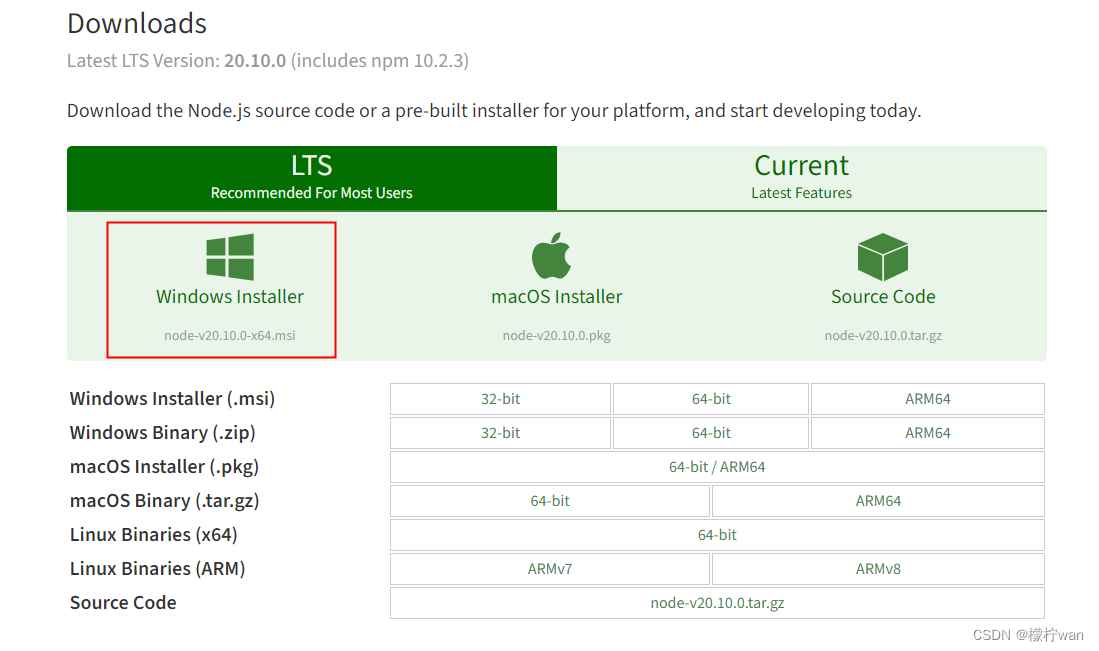 Downloads
Latest LTS Version: 20.10.0 (includes npm 10.2.3)
Download the Node.js source code or a pre-built installer for your platform, and start developing today.
LTS
Recommended For Most Users
Current
Latest Features
Windows Installer
node-v20.10.0-x64.msi
macOS Installer
node-v20.10.0.pkg
Source Code
node-v20.10.0.tar.gz
Windows Installer (.msi) 32-bit 64-bit ARM64
Windows Binary (.zip) 32-bit 64-bit ARM64
macOS Installer (.pkg) 64-bit / ARM64
macOS Binary (.tar.gz) 64-bit ARM64
Linux Binaries (x64) 64-bit
Linux Binaries (ARM) ARMv7 ARMv8
Source Code node-v20.10.0.tar.gz
CSDN @檬柠wan